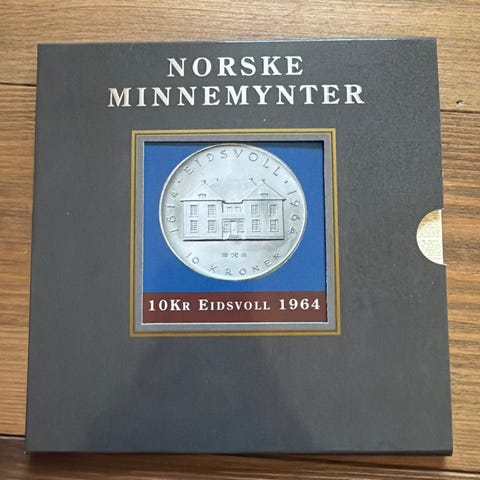 NORSKE
MINNEMYNTER
EIDSVOLL
1814
1964
10 KRONER
10KR EIDSVOLL 1964